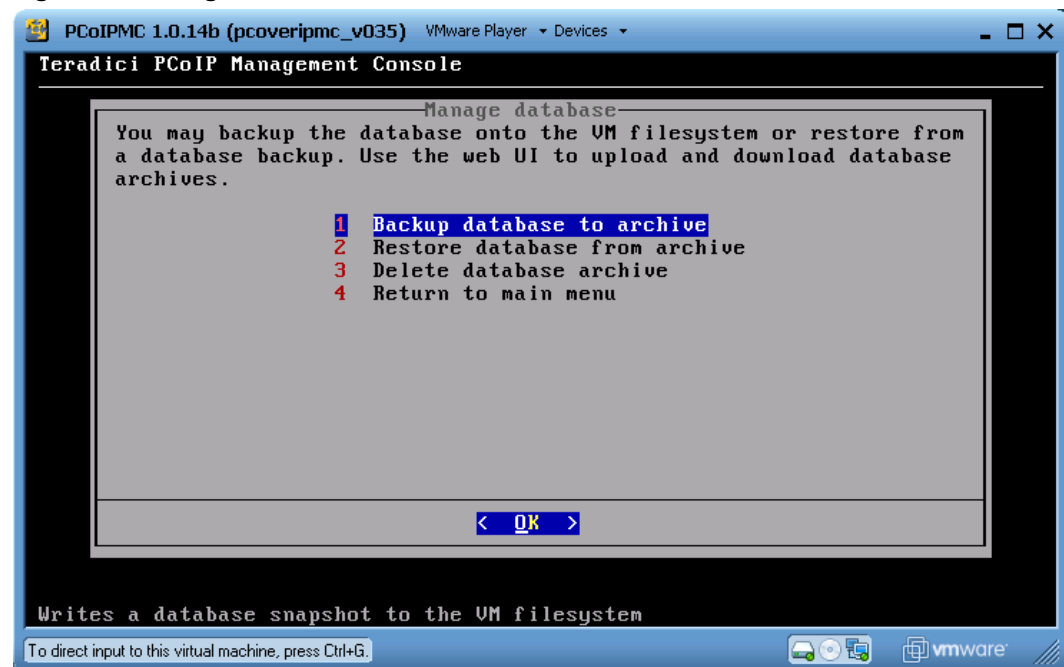 PCoIPMC 1.0.14b (pcoveripmc_v035) VMware Player Devices
Teradici PCoIP Management Console
Manage database
You may backup the database onto the VM filesystem or restore from
a database backup. Use the web UI to upload and download database
archives.
1 Backup database to archive
2 Restore database from archive
3 Delete database archive
4 Return to main menu
< OK >
Writes a database snapshot to the VM filesystem
To direct input to this virtual machine, press Ctrl+G.
vmware